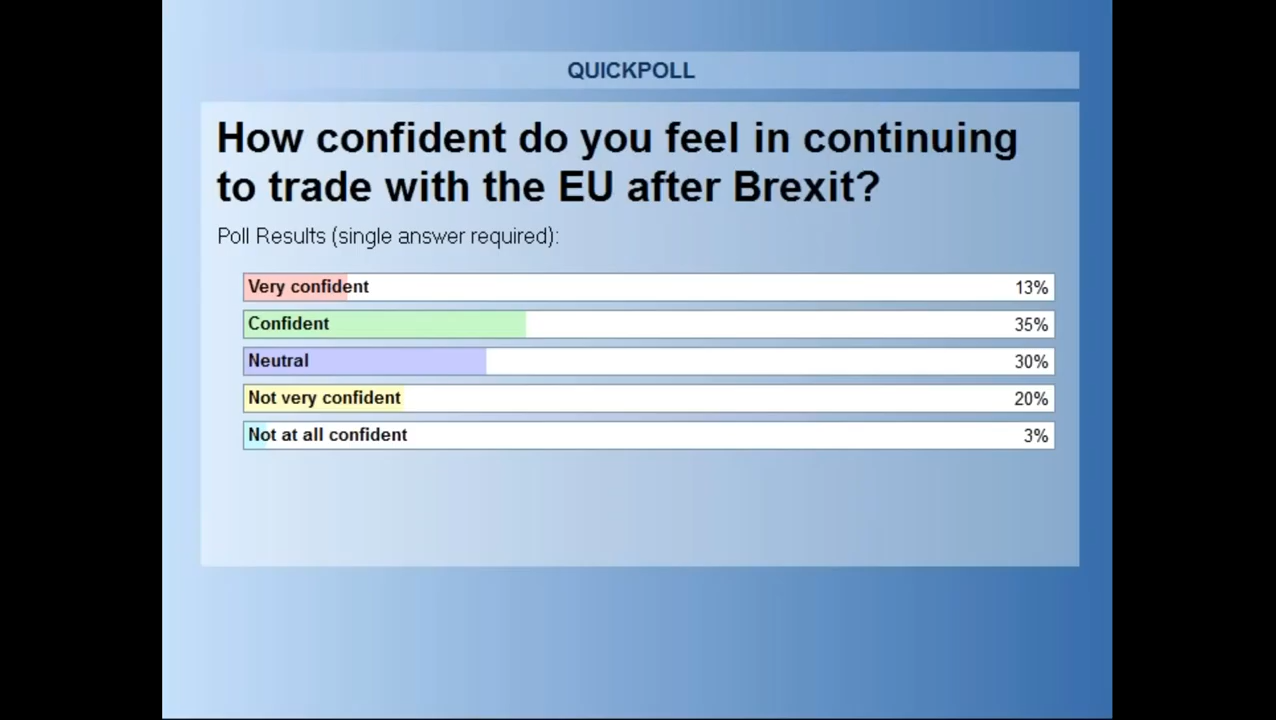 QUICKPOLL
How confident do you feel in continuing
to trade with the EU after Brexit?
Poll Results (single answer required):
Very confident 13%
Confident 35%
Neutral 30%
Not very confident 20%
Not at all confident 3%